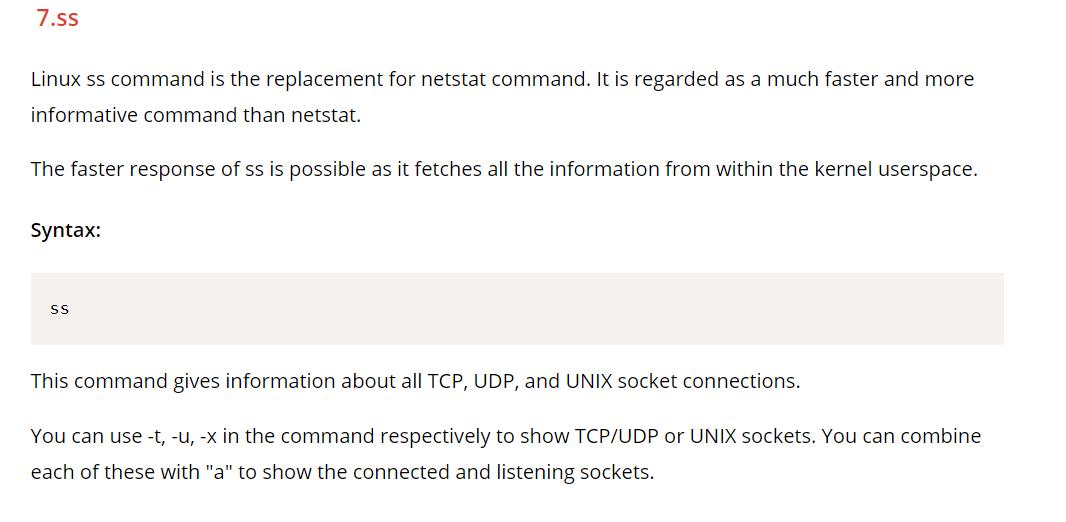 7.ss
Linux ss command is the replacement for netstat command. It is regarded as a much faster and more
informative command than netstat.
The faster response of ss is possible as it fetches all the information from within the kernel userspace.
Syntax:
ss
This command gives information about all TCP, UDP, and UNIX socket connections.
You can use -t, -u, -x in the command respectively to show TCP/UDP or UNIX sockets. You can combine
each of these with "a" to show the connected and listening sockets.